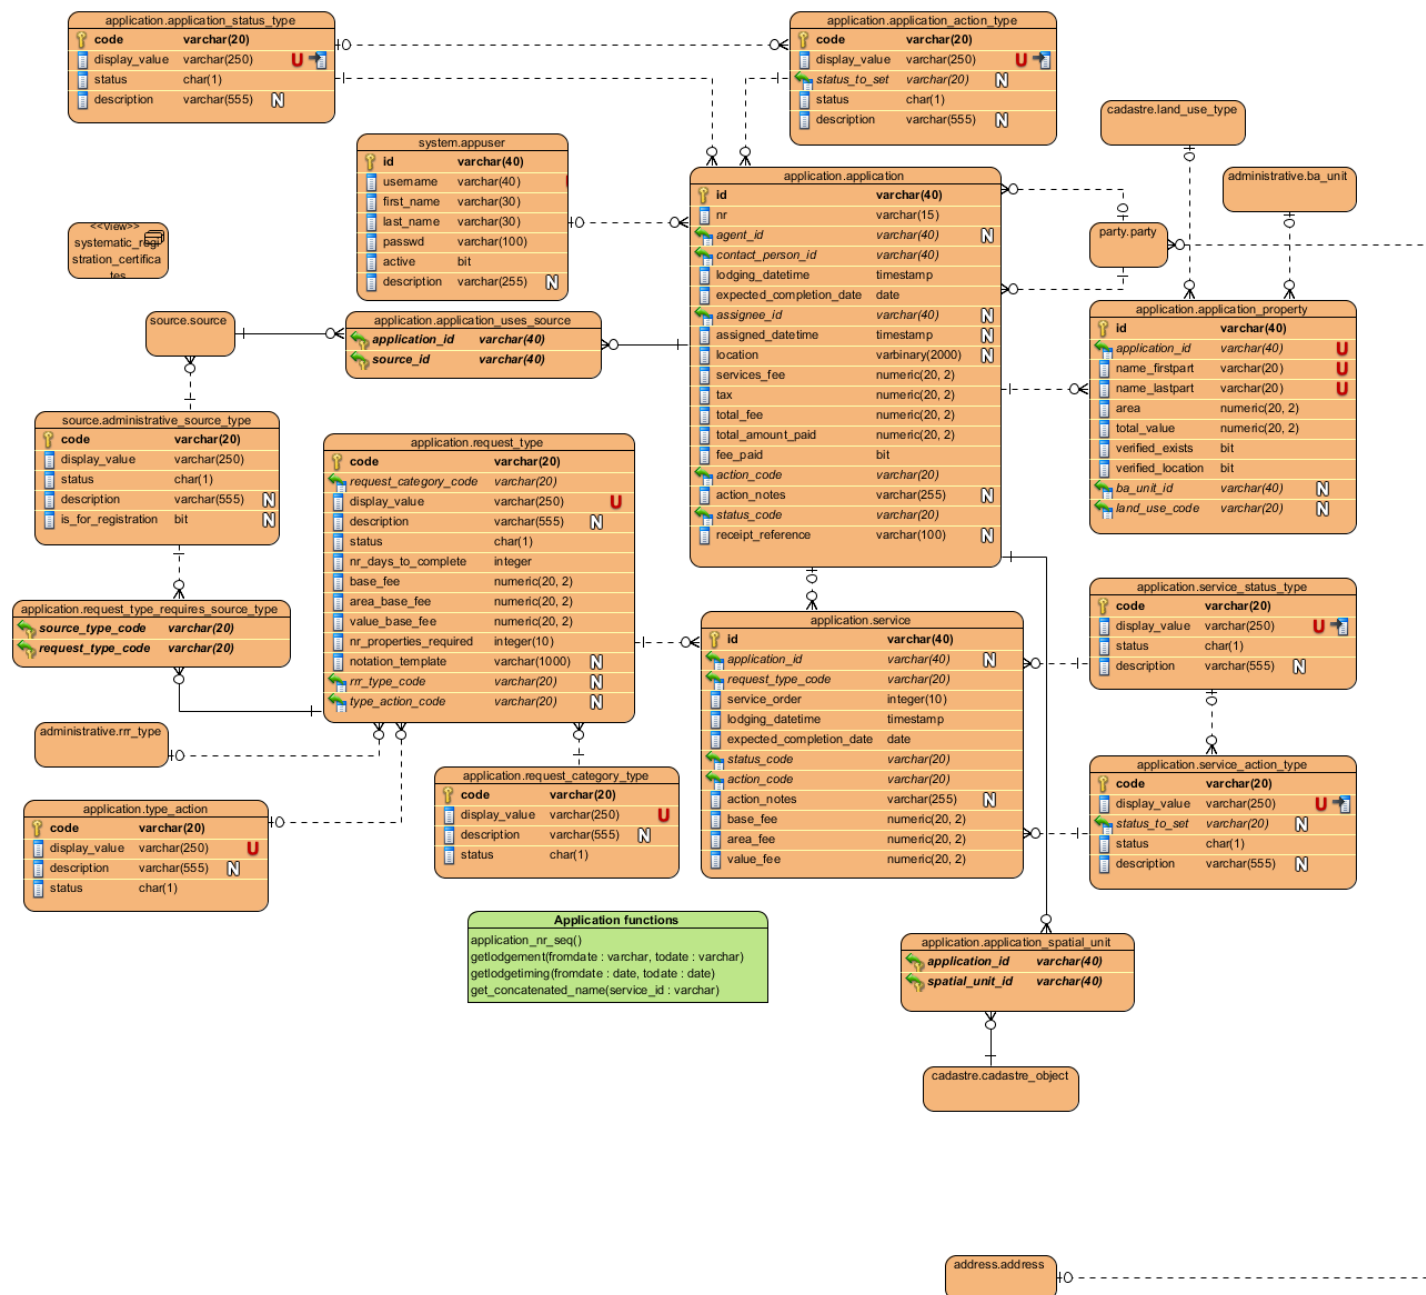 application.application_status_type
code varchar(20)
display_value varchar(250) U
status char(1)
description varchar(555) N
application.application_action_type
code varchar(20)
display_value varchar(250) U
status_to_set varchar(20) N
status char(1)
description varchar(555) N
cadastre.land_use_type
administrative.ba_unit
party.party
system.appuser
id varchar(40)
username varchar(40)
first_name varchar(30)
last_name varchar(30)
passwd varchar(100)
active bit
description varchar(255) N
<<view>>
systematic_regi
stration_certifica
tes
application.application
id varchar(40)
nr varchar(15)
agent_id varchar(40) N
contact_person_id varchar(40)
lodging_datetime timestamp
expected_completion_date date
assignee_id varchar(40) N
assigned_datetime timestamp N
location varbinary(2000) N
services_fee numeric(20, 2)
tax numeric(20, 2)
total_fee numeric(20, 2)
total_amount_paid numeric(20, 2)
fee_paid bit
action_code varchar(20)
action_notes varchar(255) N
status_code varchar(20)
receipt_reference varchar(100) N
source.source
application.application_uses_source
application_id varchar(40)
source_id varchar(40)
application.application_property
id varchar(40)
application_id varchar(40) U
name_firstpart varchar(20) U
name_lastpart varchar(20) U
area numeric(20, 2)
total_value numeric(20, 2)
verified_exists bit
verified_location bit
ba_unit_id varchar(40) N
land_use_code varchar(20) N
source.administrative_source_type
code varchar(20)
display_value varchar(250)
status char(1)
description varchar(555) N
is_for_registration bit N
application.request_type
code varchar(20)
request_category_code varchar(20)
display_value varchar(250) U
description varchar(555) N
status char(1)
nr_days_to_complete integer
base_fee numeric(20, 2)
area_base_fee numeric(20, 2)
value_base_fee numeric(20, 2)
nr_properties_required integer(10)
notation_template varchar(1000) N
rrr_type_code varchar(20) N
type_action_code varchar(20) N
application.request_type_requires_source_type
source_type_code varchar(20)
request_type_code varchar(20)
application.service
id varchar(40)
application_id varchar(40) N
request_type_code varchar(20)
service_order integer(10)
lodging_datetime timestamp
expected_completion_date date
status_code varchar(20)
action_code varchar(20)
action_notes varchar(255) N
base_fee numeric(20, 2)
area_fee numeric(20, 2)
value_fee numeric(20, 2)
application.service_status_type
code varchar(20)
display_value varchar(250) U
status char(1)
description varchar(555) N
administrative.rrr_type
application.service_action_type
code varchar(20)
display_value varchar(250) U
status_to_set varchar(20) N
status char(1)
description varchar(555) N
application.request_category_type
code varchar(20)
display_value varchar(250) U
description varchar(555) N
status char(1)
application.type_action
code varchar(20)
display_value varchar(250) U
description varchar(555) N
status char(1)
Application functions
application_nr_seq()
getlodgement(fromdate : varchar, todate : varchar)
getlodgetiming(fromdate : date, todate : date)
get_concatenated_name(service_id : varchar)
application.application_spatial_unit
application_id varchar(40)
spatial_unit_id varchar(40)
cadastre.cadastre_object
address.address